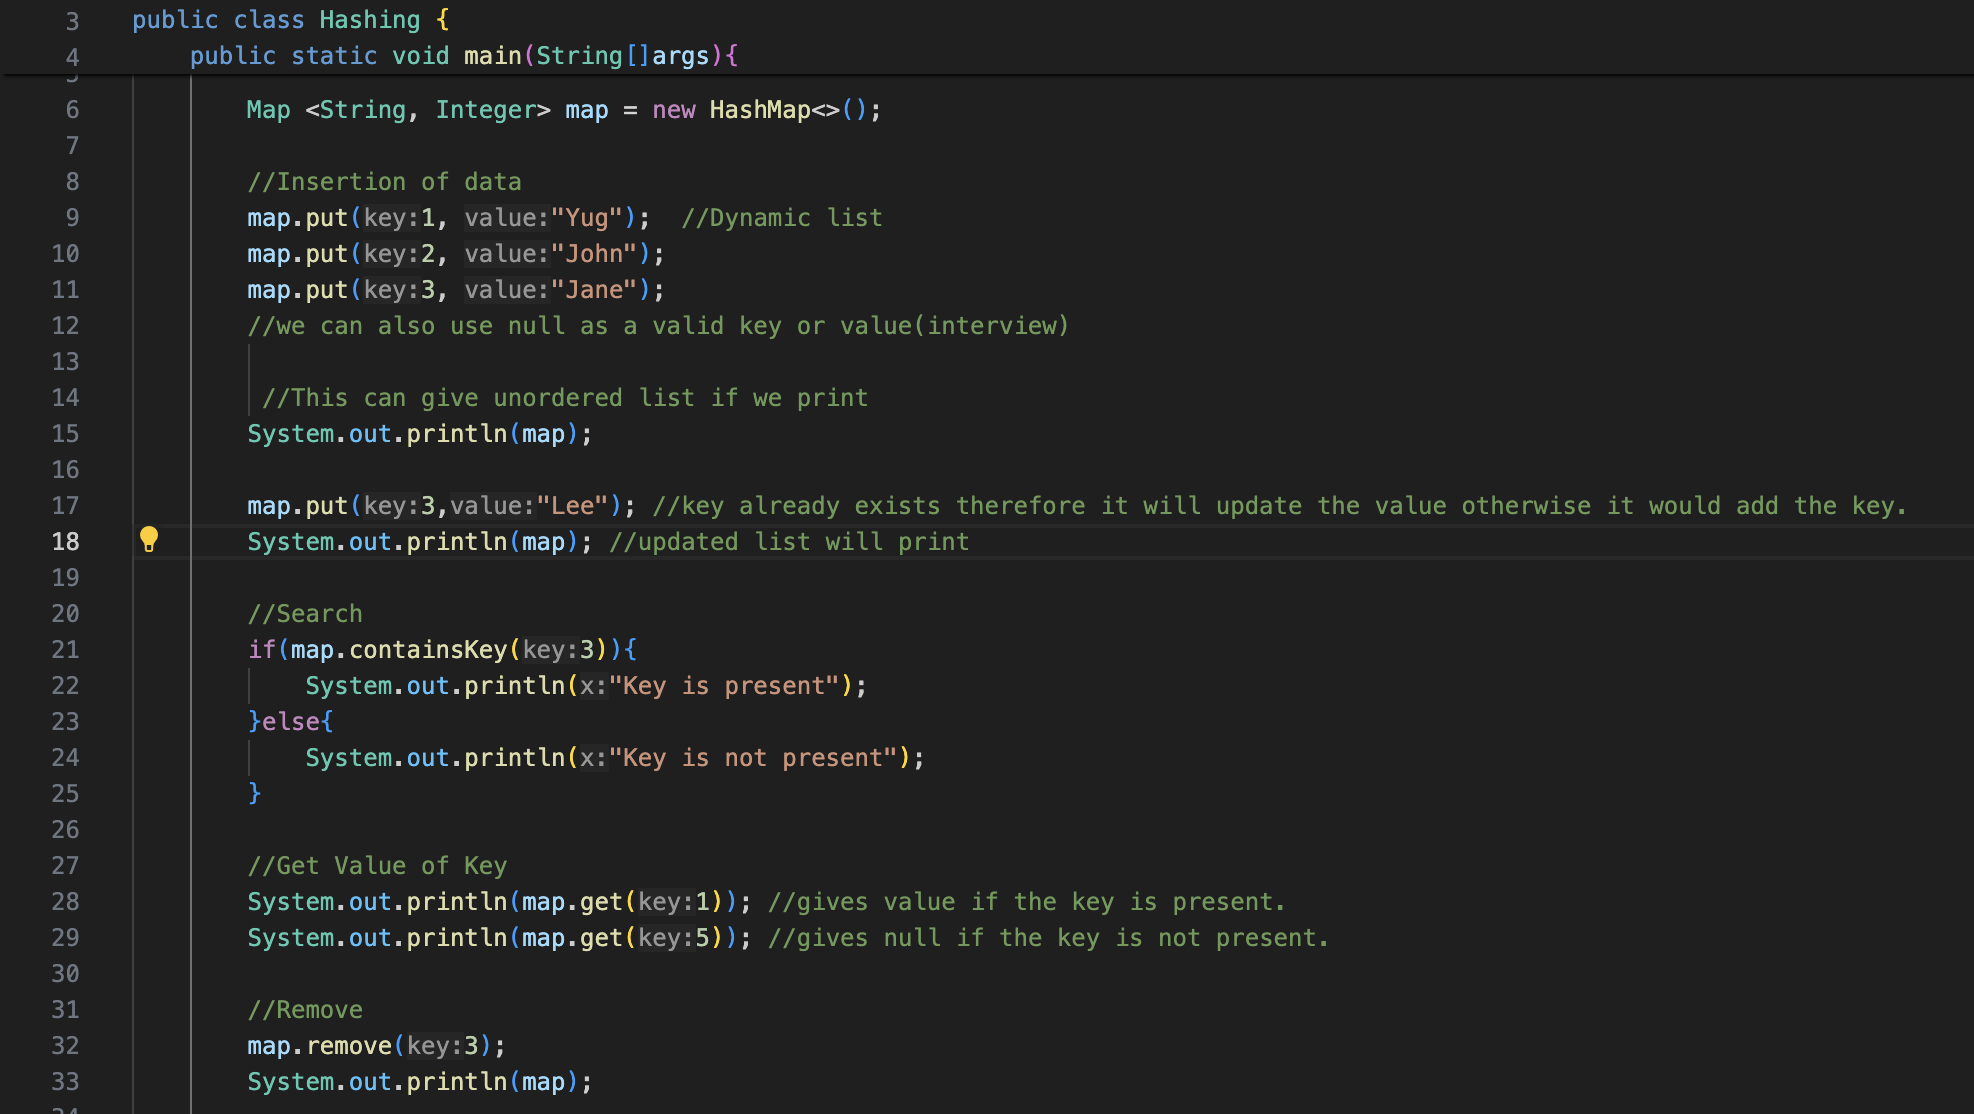 3 public class Hashing {
4 public static void main(String[]args){
5
6 Map <String, Integer> map = new HashMap<>();
7
8 //Insertion of data
9 map.put(key:1, value:"Yug"); //Dynamic list
10 map.put(key:2, value:"John");
11 map.put(key:3, value:"Jane");
12 //we can also use null as a valid key or value(interview)
13
14 //This can give unordered list if we print
15 System.out.println(map);
16
17 map.put(key:3,value:"Lee"); //key already exists therefore it will update the value otherwise it would add the key.
18 System.out.println(map); //updated list will print
19
20 //Search
21 if(map.containsKey(key:3)){
22 System.out.println(x:"Key is present");
23 }else{
24 System.out.println(x:"Key is not present");
25 }
26
27 //Get Value of Key
28 System.out.println(map.get(key:1)); //gives value if the key is present.
29 System.out.println(map.get(key:5)); //gives null if the key is not present.
30
31 //Remove
32 map.remove(key:3);
33 System.out.println(map);
34